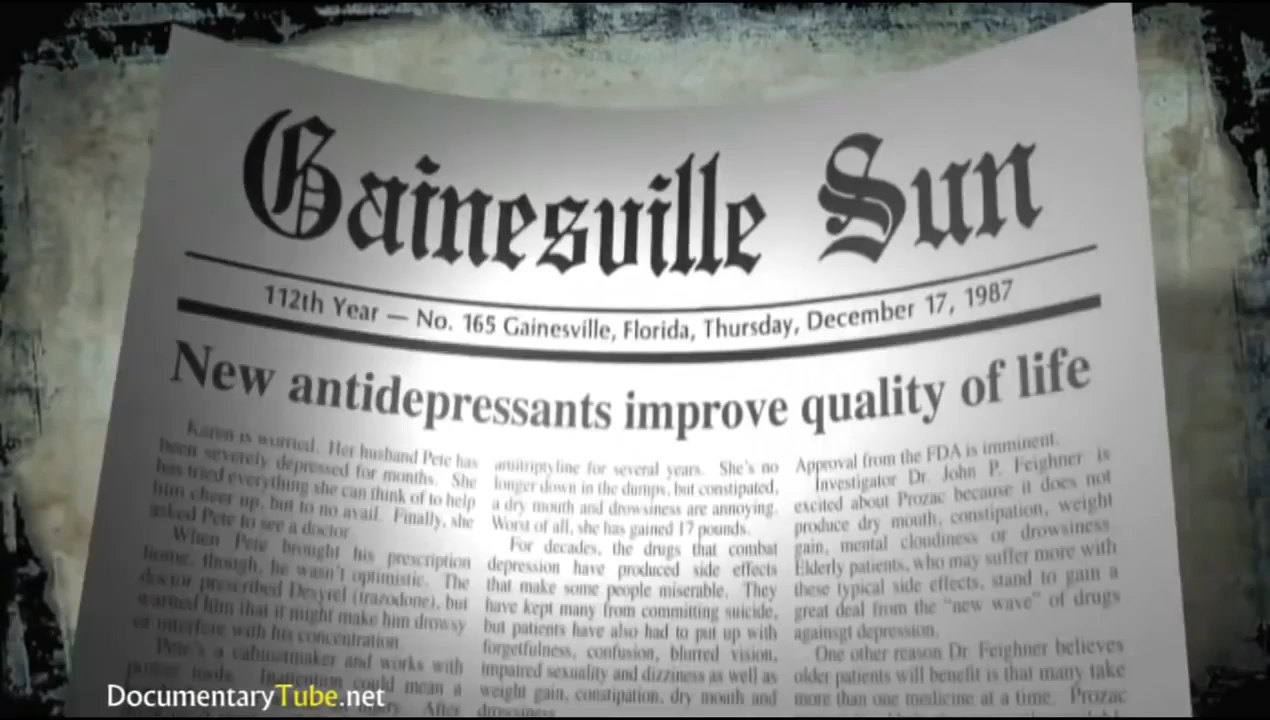 Gainesville Sun
112th Year — No. 165 Gainesville, Florida, Thursday, December 17, 1987
New antidepressants improve quality of life
Karen is worried. Her husband Pete has
been severely depressed for months. She
has tried everything she can think of to help
him cheer up, but to no avail. Finally, she
asked Pete to see a doctor.
When Pete brought his prescription
home, though, he wasn't optimistic. The
doctor prescribed Desyrel (trazodone), but
warned him that it might make him drowsy
or interfere with his concentration.
Pete's a cabinetmaker and works with
power tools. could mean a
After
amitriptyline for several years. She's no
longer down in the dumps, but constipated,
a dry mouth and drowsiness are annoying.
Worst of all, she has gained 17 pounds.
For decades, the drugs that combat
depression have produced side effects
that make some people miserable. They
have kept many from committing suicide,
but patients have also had to put up with
forgetfulness, confusion, blurred vision,
impaired sexuality and dizziness as well as
weight gain, constipation, dry mouth and
drowsiness.
Approval from the FDA is imminent.
Investigator Dr. John P. Feighner is
excited about Prozac because it does not
produce dry mouth, constipation, weight
gain, mental cloudiness or drowsiness.
Elderly patients, who may suffer more with
these typical side effects, stand to gain a
great deal from the "new wave" of drugs
againsgt depression.
One other reason Dr. Feighner believes
older patients will benefit is that many take
more than one medicine at a time. Prozac
DocumentaryTube.net